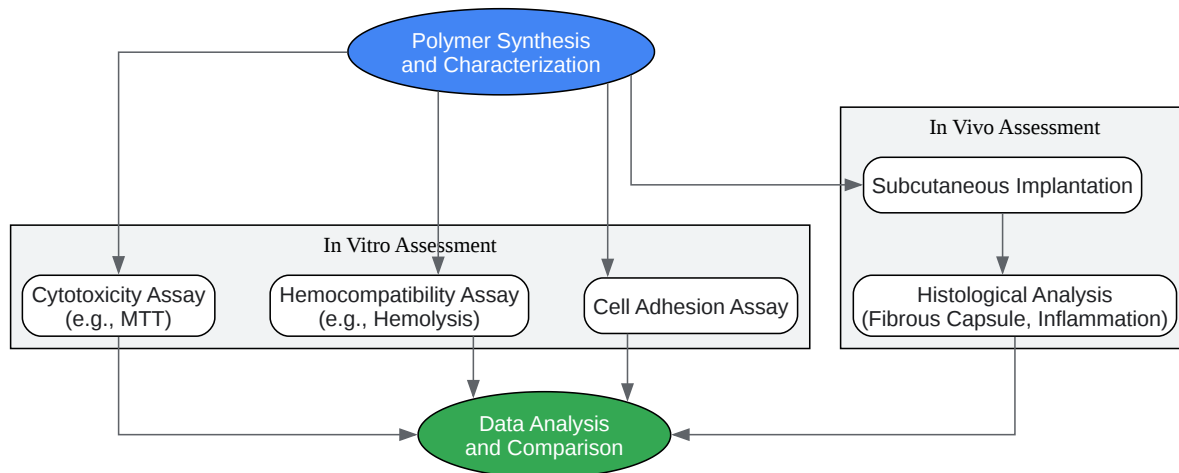 Polymer Synthesis
and Characterization
In Vivo Assessment
Subcutaneous Implantation
In Vitro Assessment
Cytotoxicity Assay
(e.g., MTT)
Hemocompatibility Assay
(e.g., Hemolysis)
Cell Adhesion Assay
Histological Analysis
(Fibrous Capsule, Inflammation)
Data Analysis
and Comparison